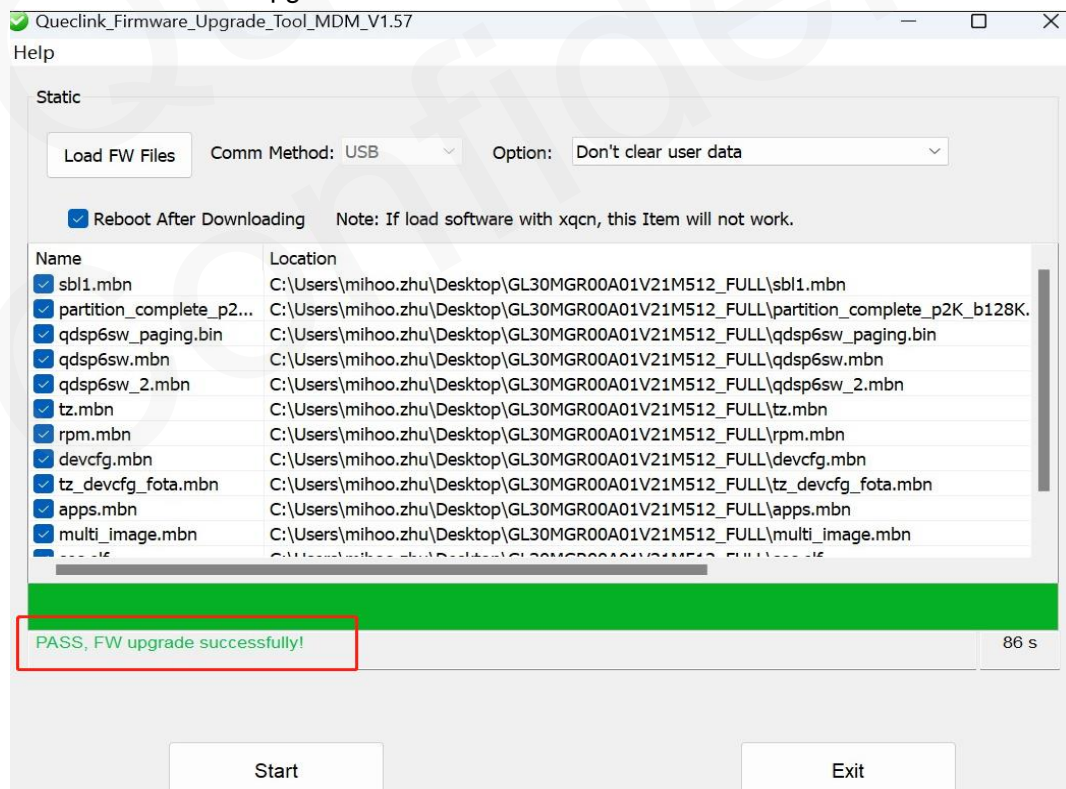 Queclink_Firmware_Upgrade_Tool_MDM_V1.57
Help
Static
Load FW Files Comm Method: USB Option: Don't clear user data
Reboot After Downloading Note: If load software with xqcn, this Item will not work.
Name Location
sbl1.mbn C:\Users\mihoo.zhu\Desktop\GL30MGR00A01V21M512_FULL\sbl1.mbn
partition_complete_p2... C:\Users\mihoo.zhu\Desktop\GL30MGR00A01V21M512_FULL\partition_complete_p2K_b128K.
qdsp6sw_paging.bin C:\Users\mihoo.zhu\Desktop\GL30MGR00A01V21M512_FULL\qdsp6sw_paging.bin
qdsp6sw.mbn C:\Users\mihoo.zhu\Desktop\GL30MGR00A01V21M512_FULL\qdsp6sw.mbn
qdsp6sw_2.mbn C:\Users\mihoo.zhu\Desktop\GL30MGR00A01V21M512_FULL\qdsp6sw_2.mbn
tz.mbn C:\Users\mihoo.zhu\Desktop\GL30MGR00A01V21M512_FULL\tz.mbn
rpm.mbn C:\Users\mihoo.zhu\Desktop\GL30MGR00A01V21M512_FULL\rpm.mbn
devcfg.mbn C:\Users\mihoo.zhu\Desktop\GL30MGR00A01V21M512_FULL\devcfg.mbn
tz_devcfg_fota.mbn C:\Users\mihoo.zhu\Desktop\GL30MGR00A01V21M512_FULL\tz_devcfg_fota.mbn
apps.mbn C:\Users\mihoo.zhu\Desktop\GL30MGR00A01V21M512_FULL\apps.mbn
multi_image.mbn C:\Users\mihoo.zhu\Desktop\GL30MGR00A01V21M512_FULL\multi_image.mbn
PASS, FW upgrade successfully! 86 s
Start Exit